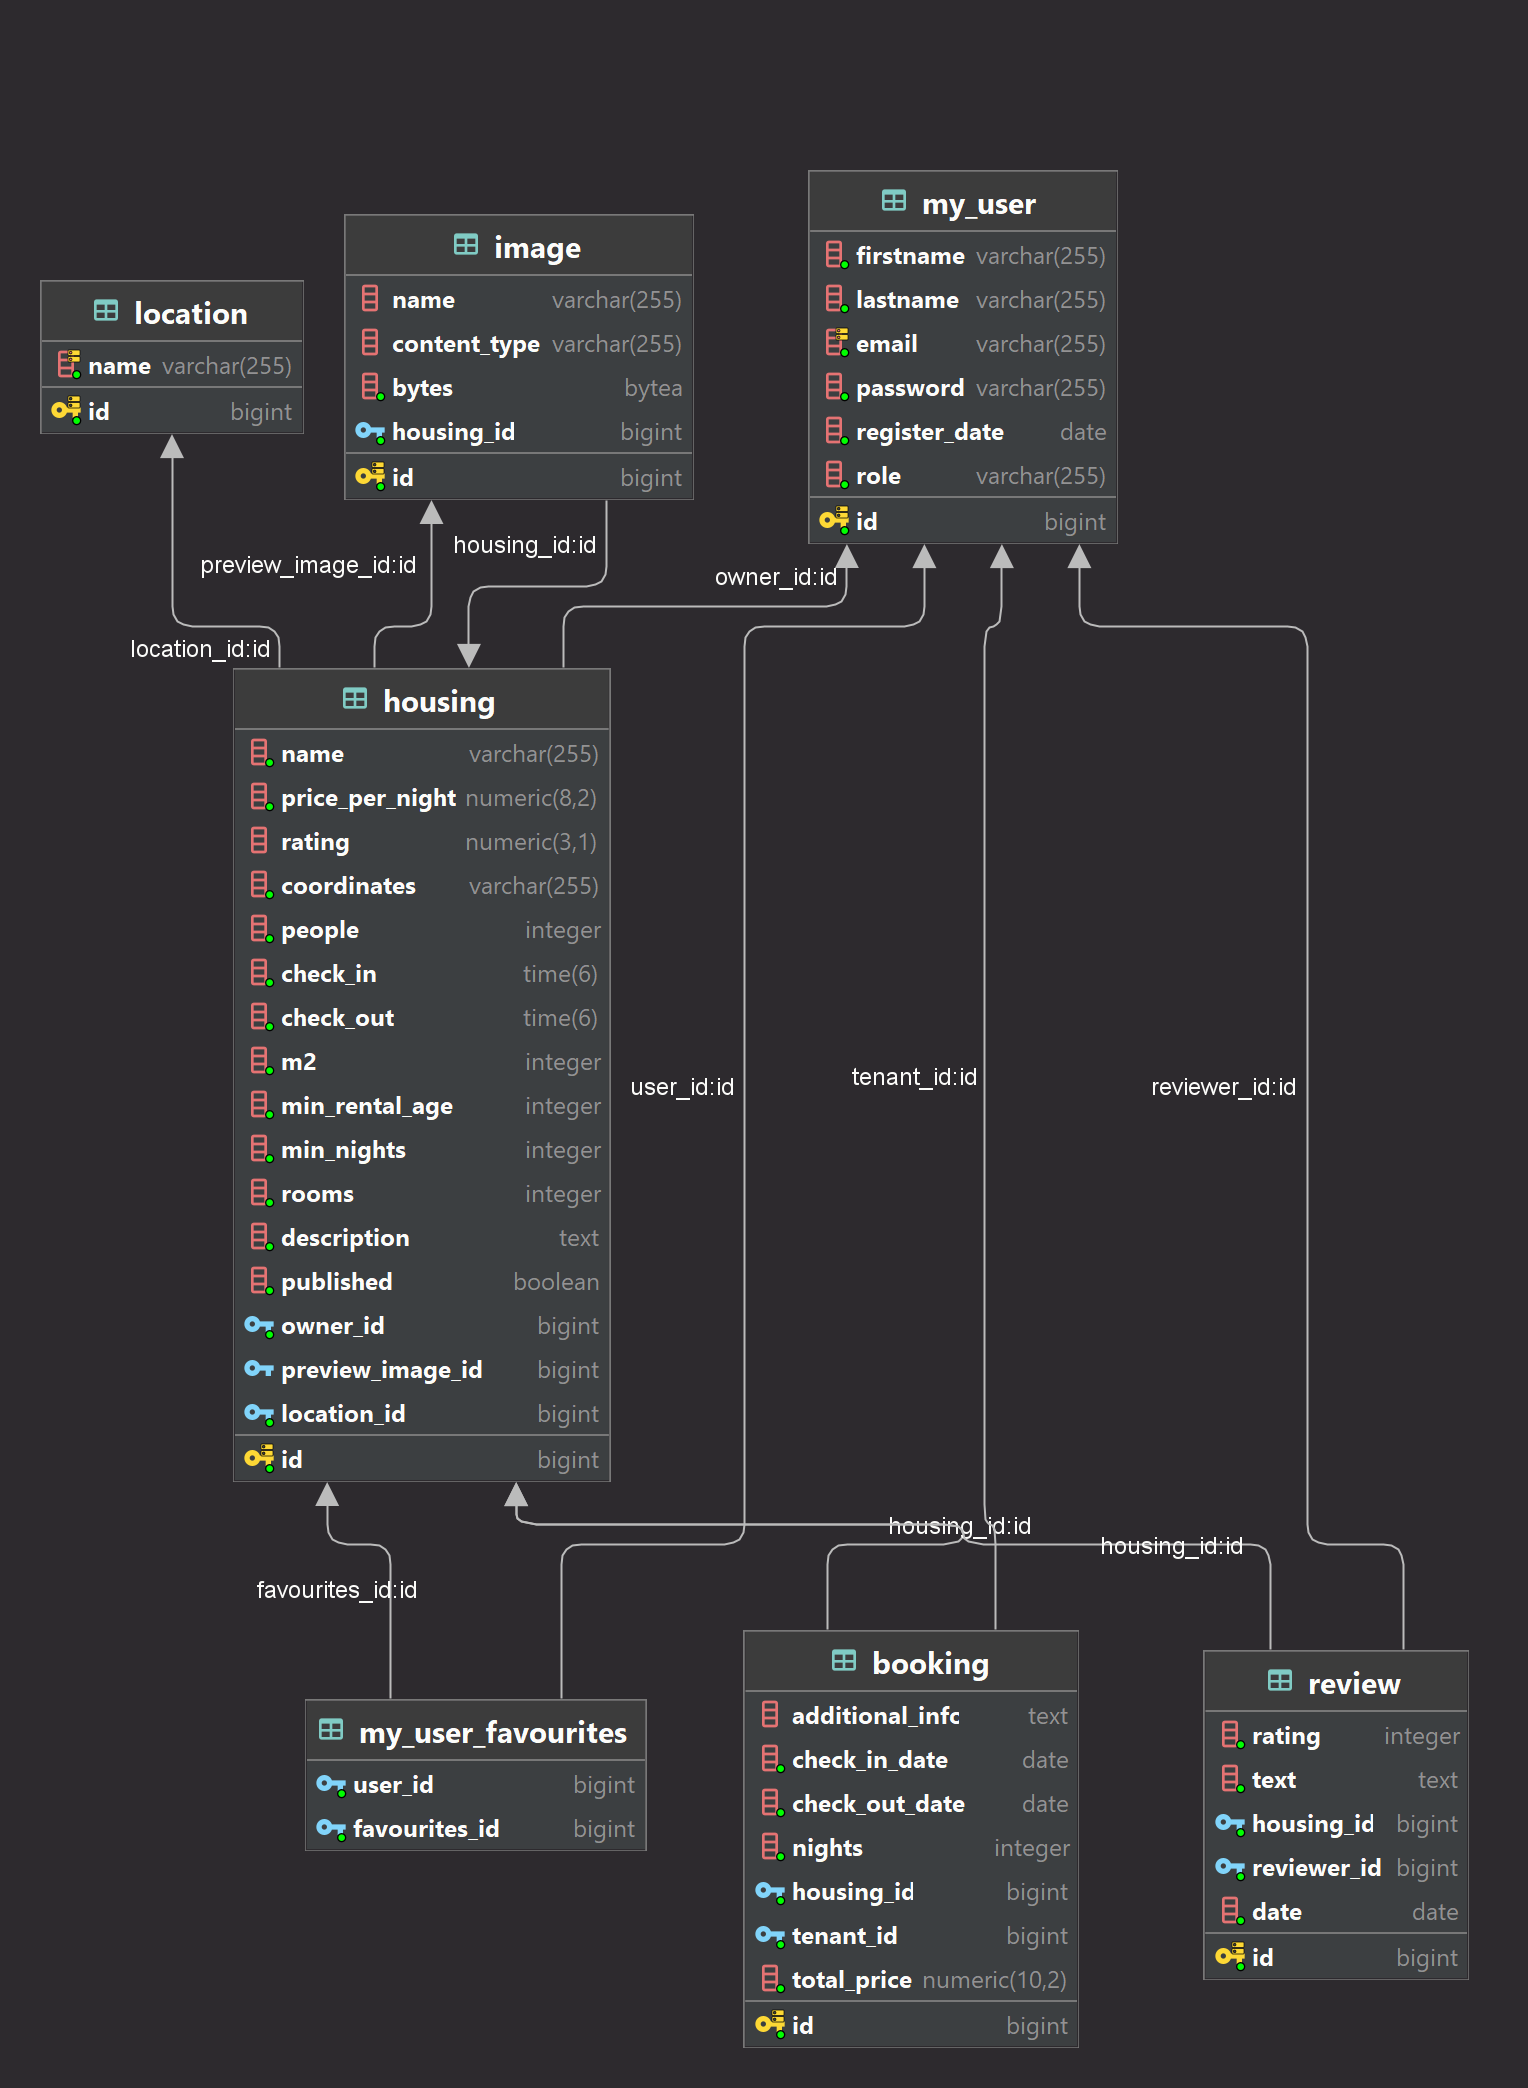 my_user
firstname varchar(255)
lastname varchar(255)
email varchar(255)
password varchar(255)
register_date date
role varchar(255)
id bigint
image
name varchar(255)
content_type varchar(255)
bytes bytea
housing_id bigint
id bigint
location
name varchar(255)
id bigint
housing_id:id
preview_image_id:id
owner_id:id
location_id:id
housing
name varchar(255)
price_per_night numeric(8,2)
rating numeric(3,1)
coordinates varchar(255)
people integer
check_in time(6)
check_out time(6)
m2 integer
min_rental_age integer
min_nights integer
rooms integer
description text
published boolean
owner_id bigint
preview_image_id bigint
location_id bigint
id bigint
user_id:id
tenant_id:id
reviewer_id:id
housing_id:id
housing_id:id
favourites_id:id
my_user_favourites
user_id bigint
favourites_id bigint
booking
additional_info text
check_in_date date
check_out_date date
nights integer
housing_id bigint
tenant_id bigint
total_price numeric(10,2)
id bigint
review
rating integer
text text
housing_id bigint
reviewer_id bigint
date date
id bigint